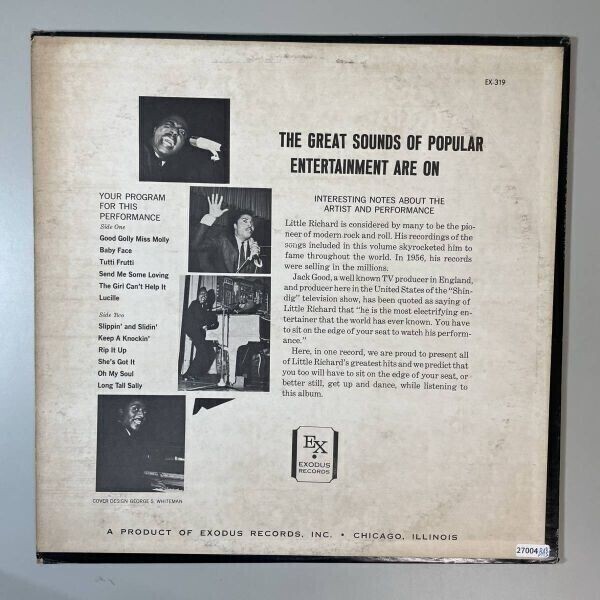 EX-319
THE GREAT SOUNDS OF POPULAR
ENTERTAINMENT ARE ON
YOUR PROGRAM
FOR THIS
PERFORMANCE
Side One
Good Golly Miss Molly
Baby Face
Tutti Frutti
Send Me Some Loving
The Girl Can't Help It
Lucille
Side Two
Slippin' and Slidin'
Keep A Knockin'
Rip It Up
She's Got It
Oh My Soul
Long Tall Sally
INTERESTING NOTES ABOUT THE
ARTIST AND PERFORMANCE
Little Richard is considered by many to be the pio-
neer of modern rock and roll. His recordings of the
songs included in this volume skyrocketed him to
fame throughout the world. In 1956, his records
were selling in the millions.
Jack Good, a well known TV producer in England,
and producer here in the United States of the "Shin-
dig" television show, has been quoted as saying of
Little Richard that "he is the most electrifying en-
tertainer that the world has ever known. You have
to sit on the edge of your seat to watch his perform-
ance."
Here, in one record, we are proud to present all
of Little Richard's greatest hits and we predict that
you too will have to sit on the edge of your seat, or
better still, get up and dance, while listening to
this album.
EX
EXODUS
RECORDS
COVER DESIGN GEORGE S. WHITEMAN
A PRODUCT OF EXODUS RECORDS, INC. • CHICAGO, ILLINOIS
27004